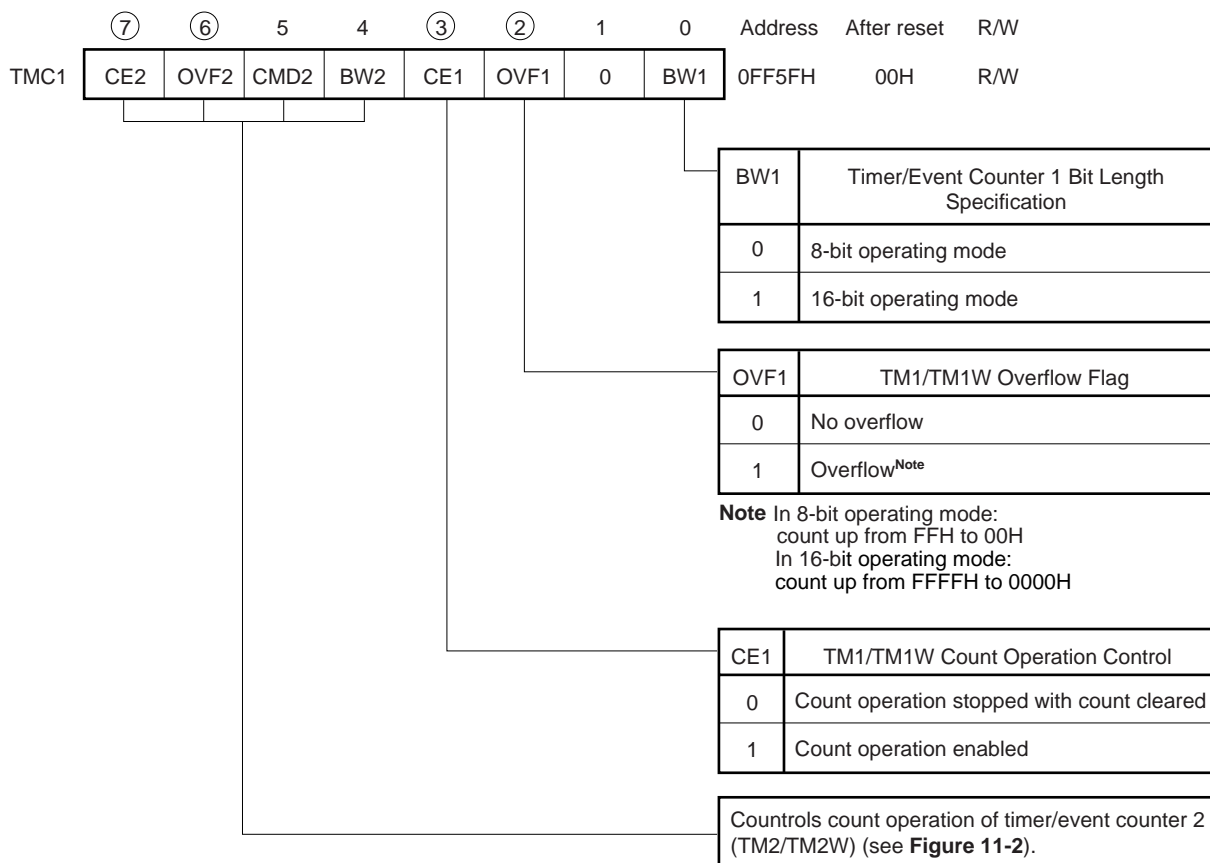 ⑦ ⑥ 5 4 ③ ② 1 0 Address After reset R/W
TMC1 CE2 OVF2 CMD2 BW2 CE1 OVF1 0 BW1 0FF5FH 00H R/W
BW1 Timer/Event Counter 1 Bit Length
Specification
0 8-bit operating mode
1 16-bit operating mode
OVF1 TM1/TM1W Overflow Flag
0 No overflow
1 Overflow Note
Note In 8-bit operating mode:
count up from FFH to 00H
In 16-bit operating mode:
count up from FFFFH to 0000H
CE1 TM1/TM1W Count Operation Control
0 Count operation stopped with count cleared
1 Count operation enabled
Countrols count operation of timer/event counter 2
(TM2/TM2W) (see Figure 11-2).